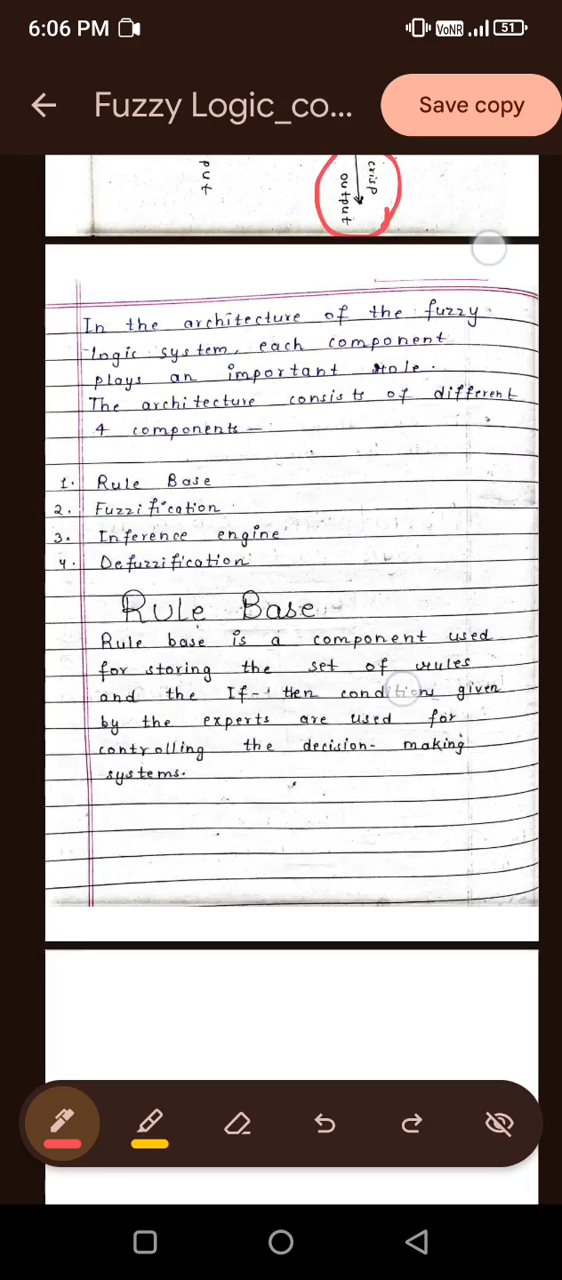 6:06 PM
VoNR
51
Fuzzy Logic_co...
Save copy
put
crisp
output
In the architecture of the fuzzy
logic system, each component
plays an important role.
The architecture consists of different
4 components -
1. Rule Base
2. Fuzzification
3. Inference engine
4. Defuzzification
Rule Base -
Rule base is a component used
for storing the set of rules
and the If - then conditions given
by the experts are used for
controlling the decision- making
systems.